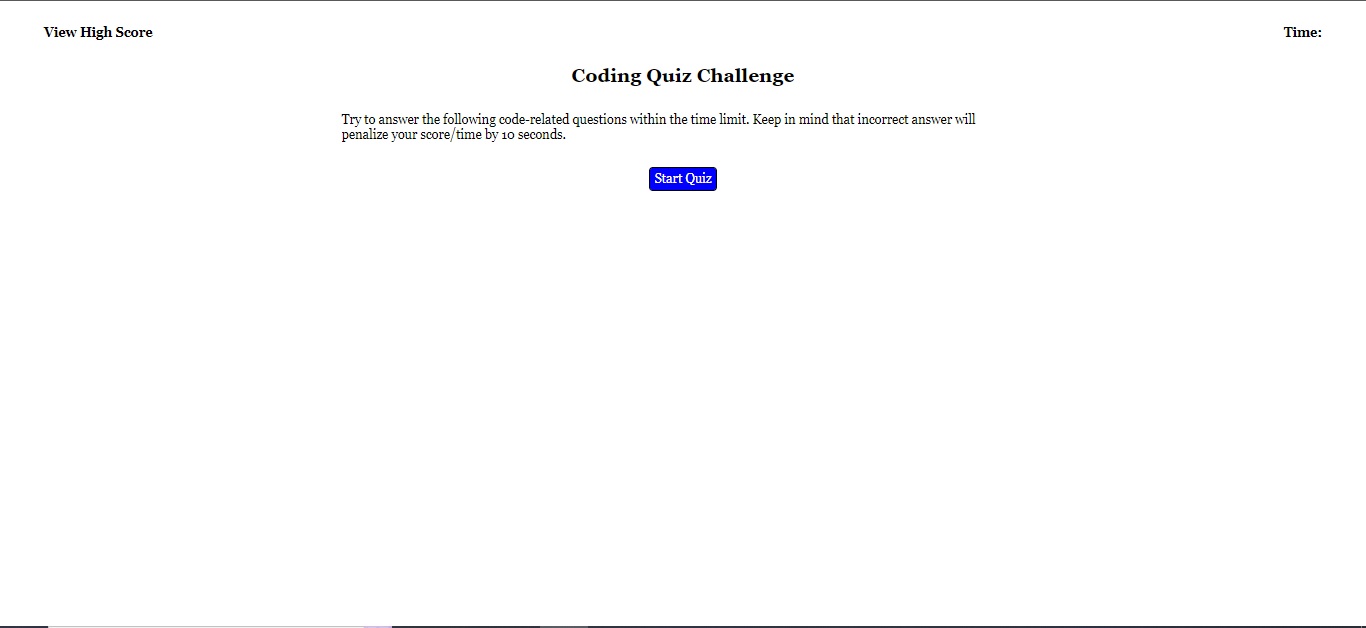 View High Score
Time:
Coding Quiz Challenge
Try to answer the following code-related questions within the time limit. Keep in mind that incorrect answer will
penalize your score/time by 10 seconds.
Start Quiz